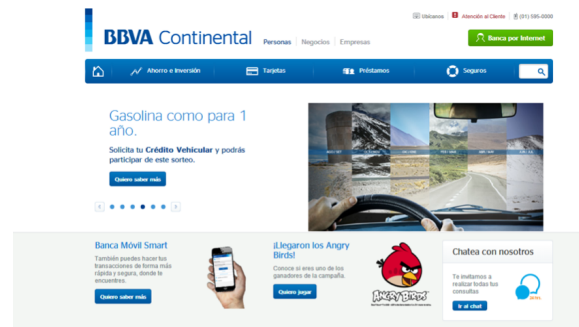 Ubícanos Atención al Cliente (01) 595-0000
BBVA Continental Personas Negocios Empresas Banca por Internet
Ahorro e Inversión Tarjetas Préstamos Seguros
Gasolina como para 1
año.
Solicita tu Crédito Vehicular y podrás
participar de este sorteo.
Quiero saber más
Banca Móvil Smart
También puedes hacer tus
transacciones de forma más
rápida y segura, donde te
encuentres.
Quiero saber más
¡Llegaron los Angry
Birds!
Conoce si eres uno de los
ganadores de la campaña.
Quiero jugar
ANGRY BIRDS
Chatea con nosotros
Te invitamos a
realizar todas tus
consultas
Ir al chat